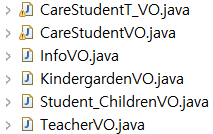 CareStudentT_VO.java
CareStudentVO.java
InfoVO.java
KindergardenVO.java
Student_ChildrenVO.java
TeacherVO.java